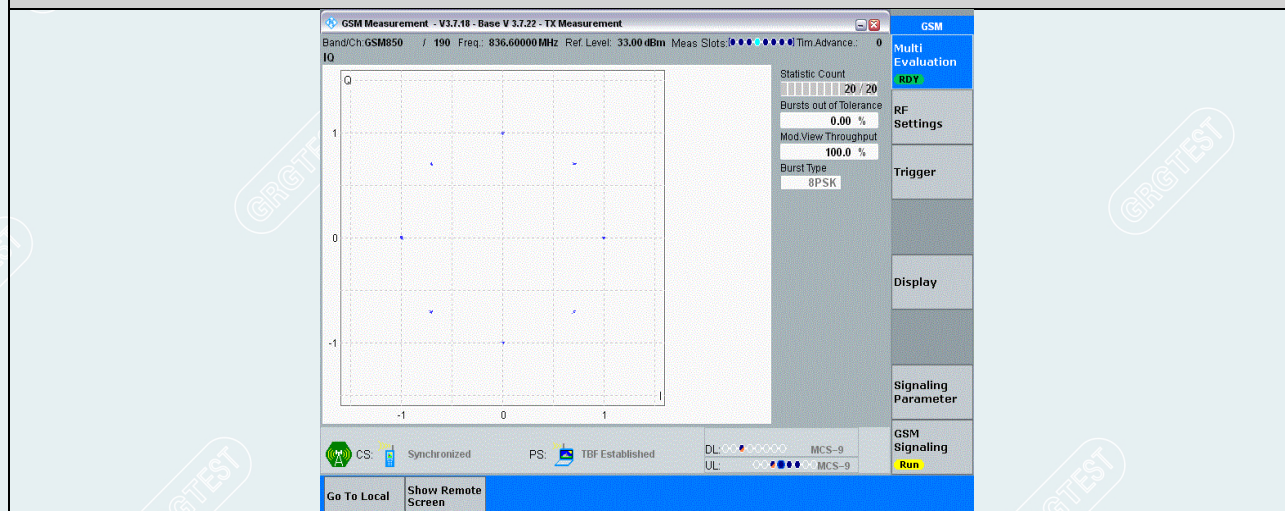 GSM Measurement - V3.7.18 - Base V 3.7.22 - TX Measurement
GSM
Band/Ch.:GSM850 / 190 Freq.: 836.60000 MHz Ref. Level: 33.00 dBm Meas Slots: Tim.Advance.: 0
IQ
Multi
Evaluation
RDY
Q
Statistic Count
20 / 20
Bursts out of Tolerance
0.00 %
Mod.View Throughput
100.0 %
Burst Type
8PSK
1
0
-1
I
-1 0 1
RF
Settings
Trigger
Display
Signaling
Parameter
GSM
Signaling
Run
CS: Synchronized PS: TBF Established
DL: MCS-9
UL: MCS-9
Go To Local
Show Remote
Screen
GRGTEST
GRGTEST